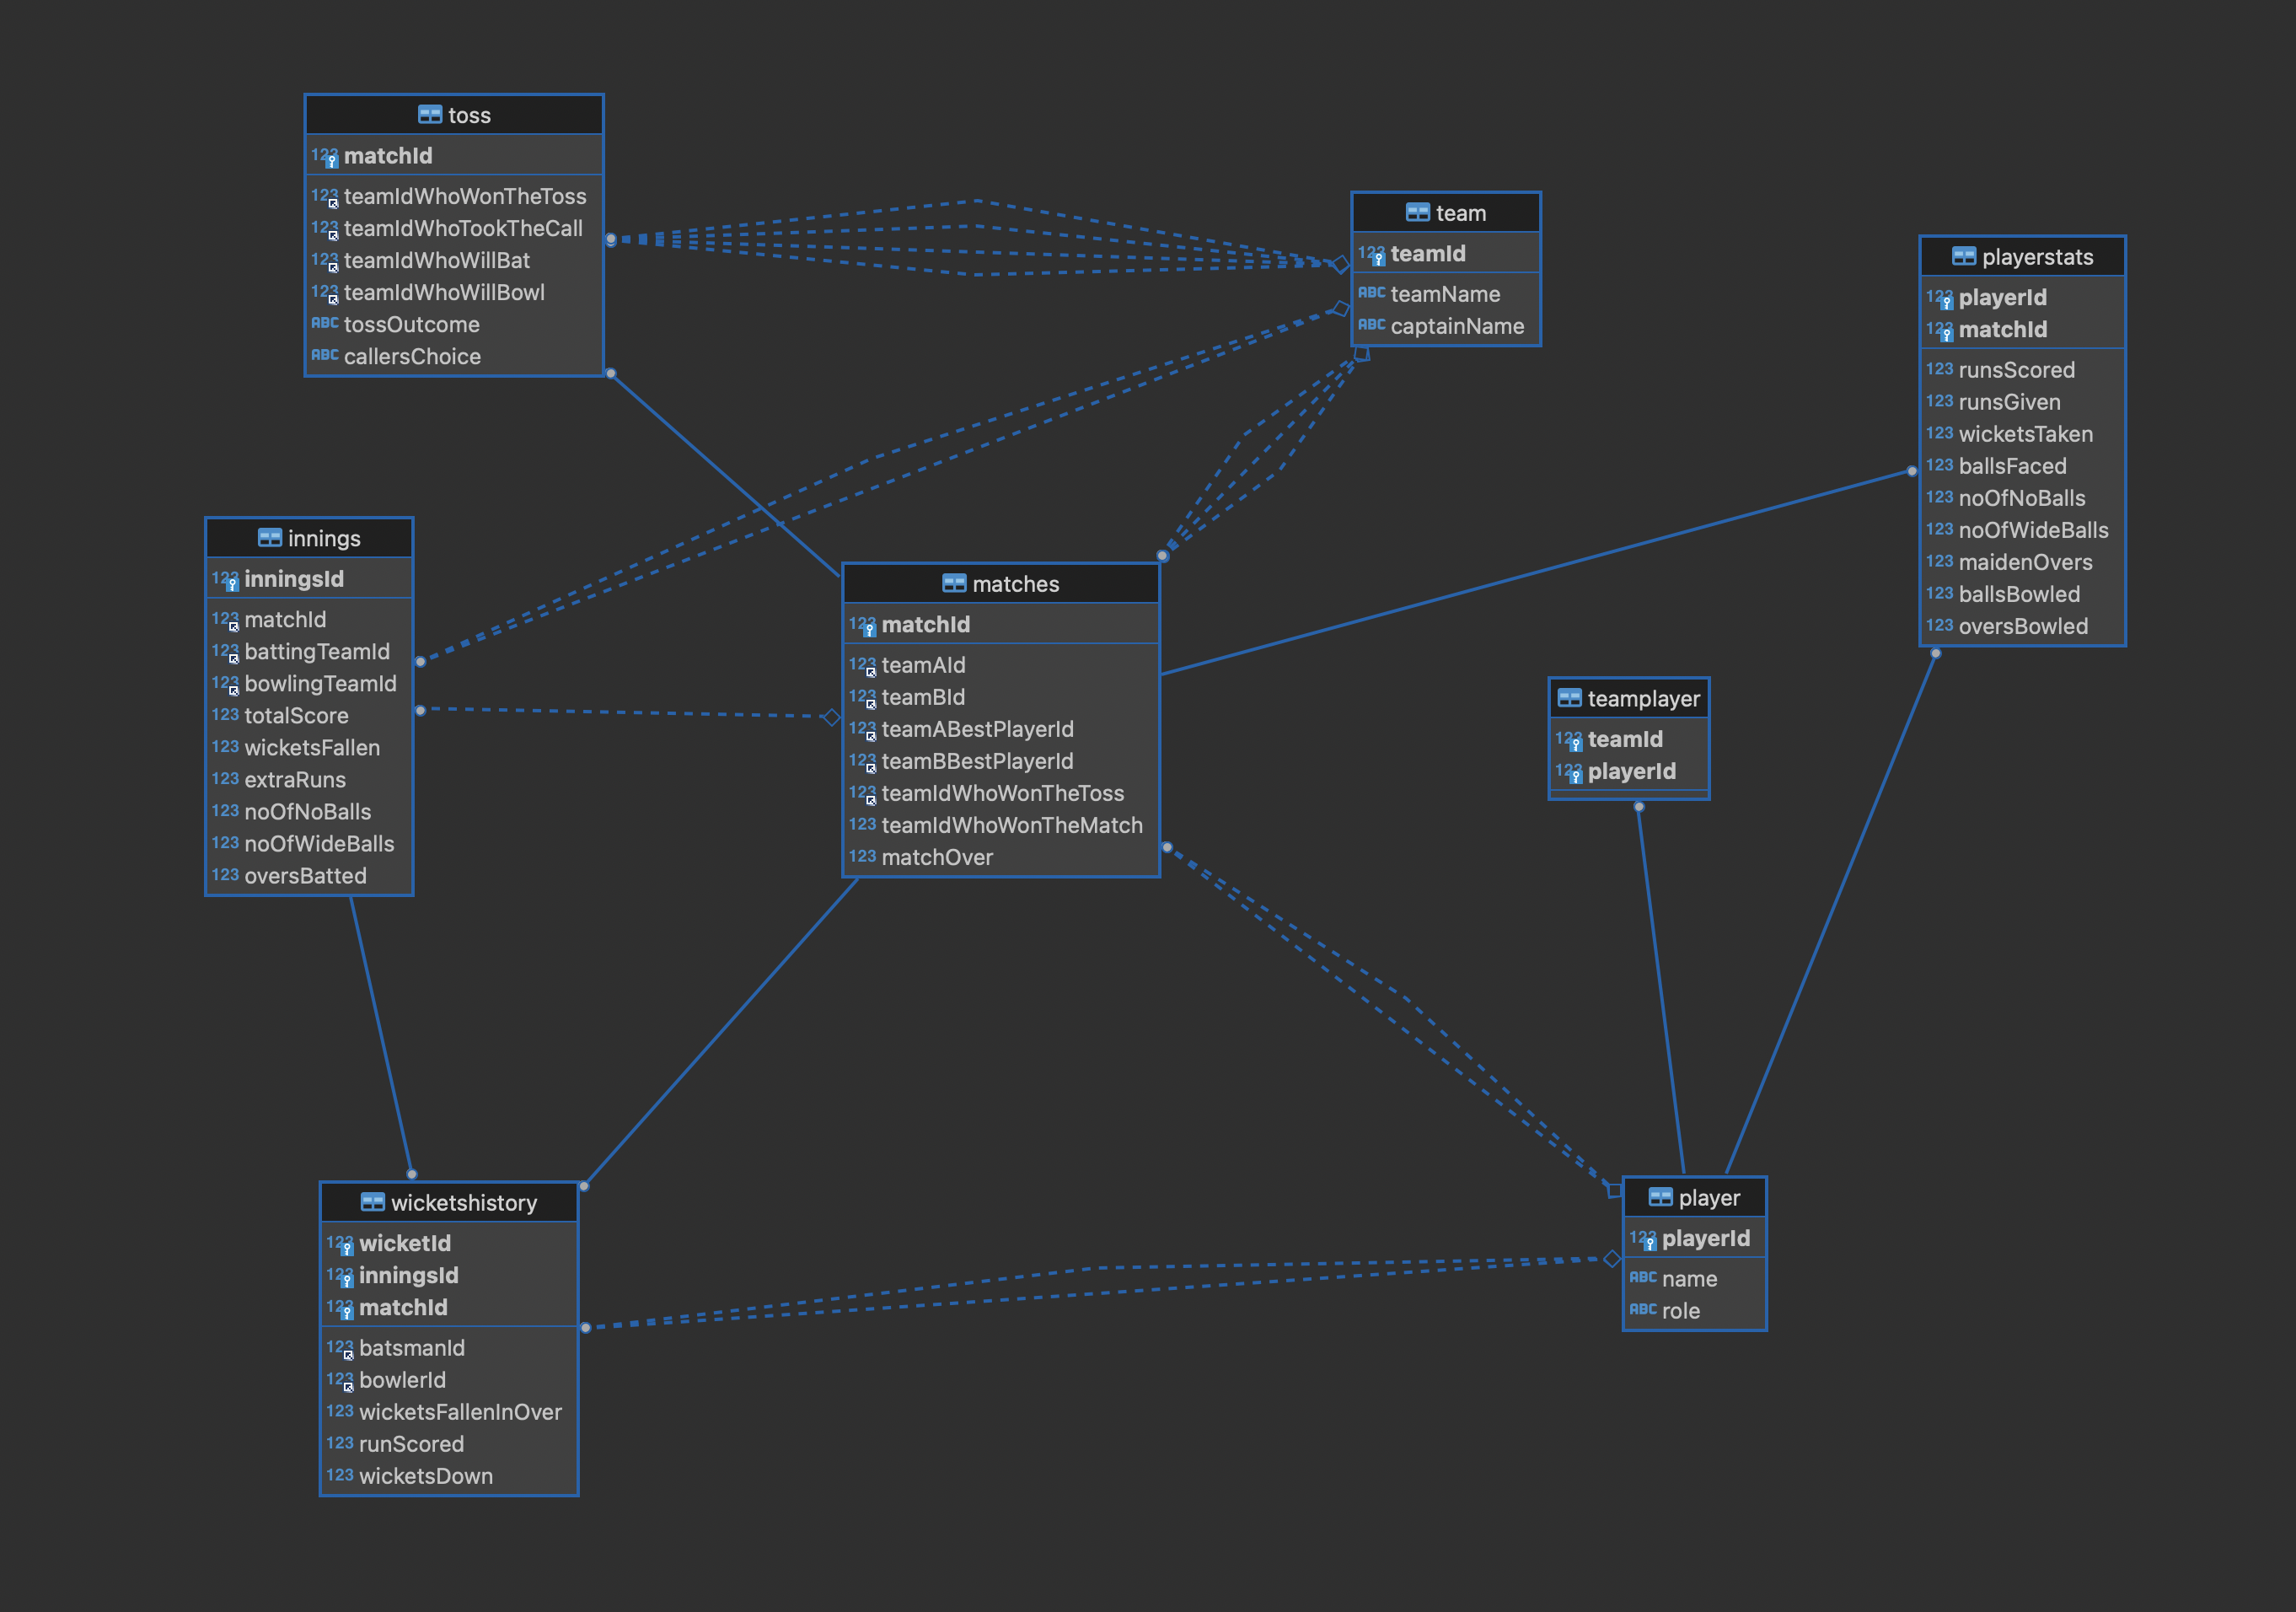 toss
123 matchId
123 teamIdWhoWonTheToss
123 teamIdWhoTookTheCall
123 teamIdWhoWillBat
123 teamIdWhoWillBowl
ABC tossOutcome
ABC callersChoice
team
123 teamId
ABC teamName
ABC captainName
playerstats
123 playerId
123 matchId
123 runsScored
123 runsGiven
123 wicketsTaken
123 ballsFaced
123 noOfNoBalls
123 noOfWideBalls
123 maidenOvers
123 ballsBowled
123 oversBowled
innings
123 inningsId
123 matchId
123 battingTeamId
123 bowlingTeamId
123 totalScore
123 wicketsFallen
123 extraRuns
123 noOfNoBalls
123 noOfWideBalls
123 oversBatted
matches
123 matchId
123 teamAId
123 teamBId
123 teamABestPlayerId
123 teamBBestPlayerId
123 teamIdWhoWonTheToss
123 teamIdWhoWonTheMatch
123 matchOver
teamplayer
123 teamId
123 playerId
wicketshistory
123 wicketId
123 inningsId
123 matchId
123 batsmanId
123 bowlerId
123 wicketsFallenInOver
123 runScored
123 wicketsDown
player
123 playerId
ABC name
ABC role